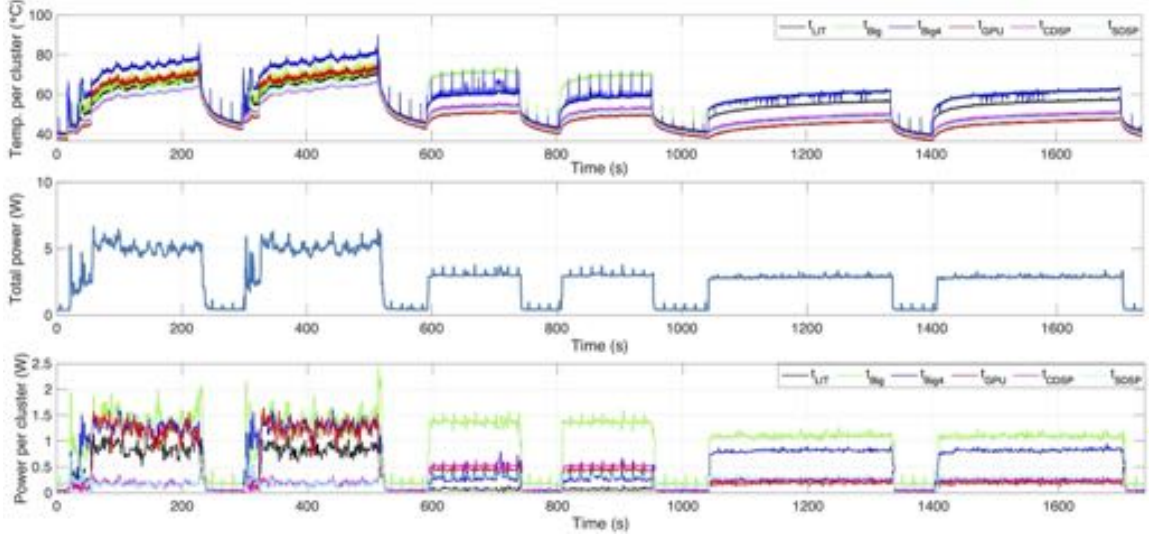 Temp. per cluster (°C)
100
80
60
40
t_LIT t_Big t_Big4 t_GPU t_CDSP t_SDSP
0 200 400 600 800 1000 1200 1400 1600
Time (s)
Total power (W)
10
5
0
0 200 400 600 800 1000 1200 1400 1600
Time (s)
Power per cluster (W)
2.5
2
1.5
1
0.5
0
t_LIT t_Big t_Big4 t_GPU t_CDSP t_SDSP
0 200 400 600 800 1000 1200 1400 1600
Time (s)